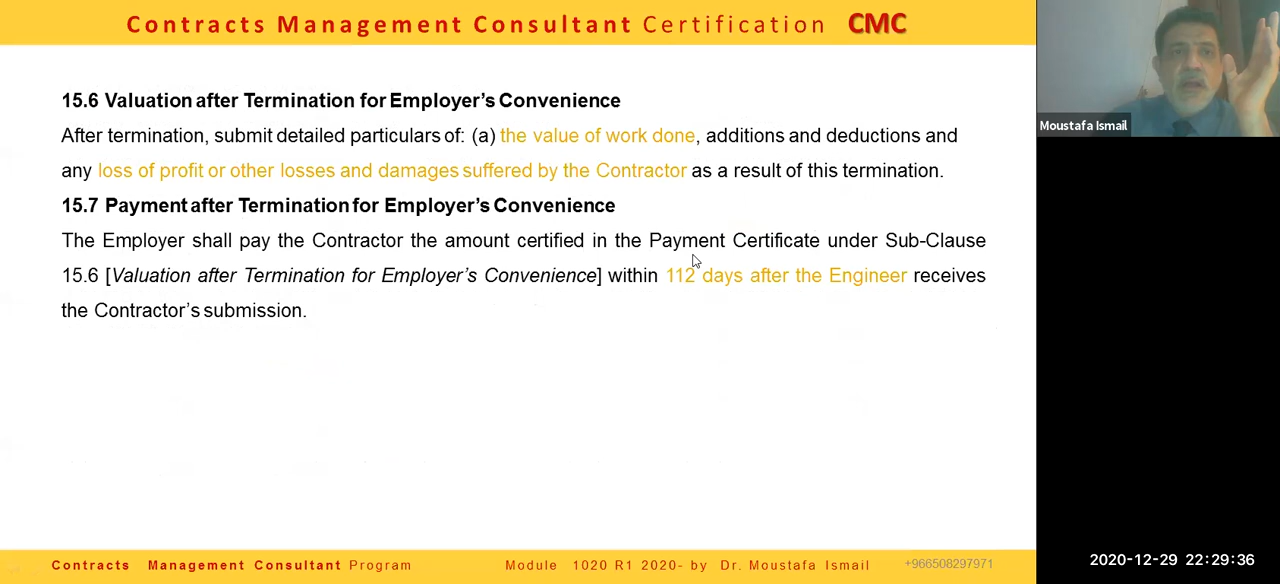 Contracts Management Consultant Certification CMC
15.6 Valuation after Termination for Employer's Convenience
After termination, submit detailed particulars of: (a) the value of work done, additions and deductions and
any loss of profit or other losses and damages suffered by the Contractor as a result of this termination.
15.7 Payment after Termination for Employer's Convenience
The Employer shall pay the Contractor the amount certified in the Payment Certificate under Sub-Clause
15.6 [Valuation after Termination for Employer's Convenience] within 112 days after the Engineer receives
the Contractor's submission.
Contracts Management Consultant Program Module 1020 R1 2020- by Dr. Moustafa Ismail +966508297971
Moustafa Ismail
2020-12-29 22:29:36